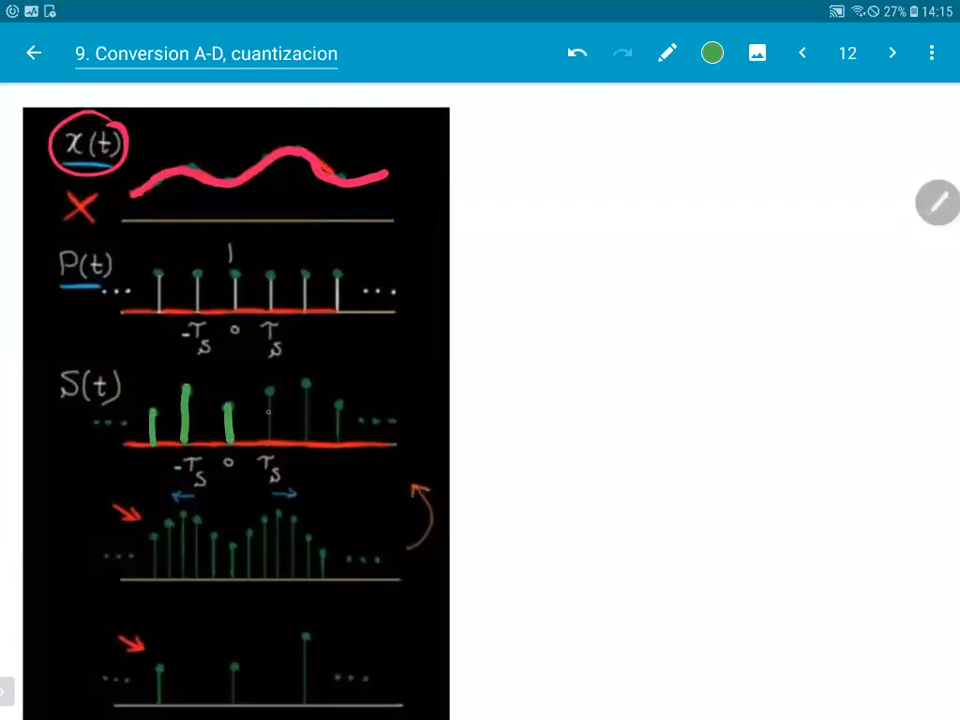 27% 14:15
9. Conversion A-D, cuantizacion
12
x(t)
P(t) 1
...
...
-Ts 0 Ts
S(t)
...
...
-Ts 0 Ts
...
...
...
...